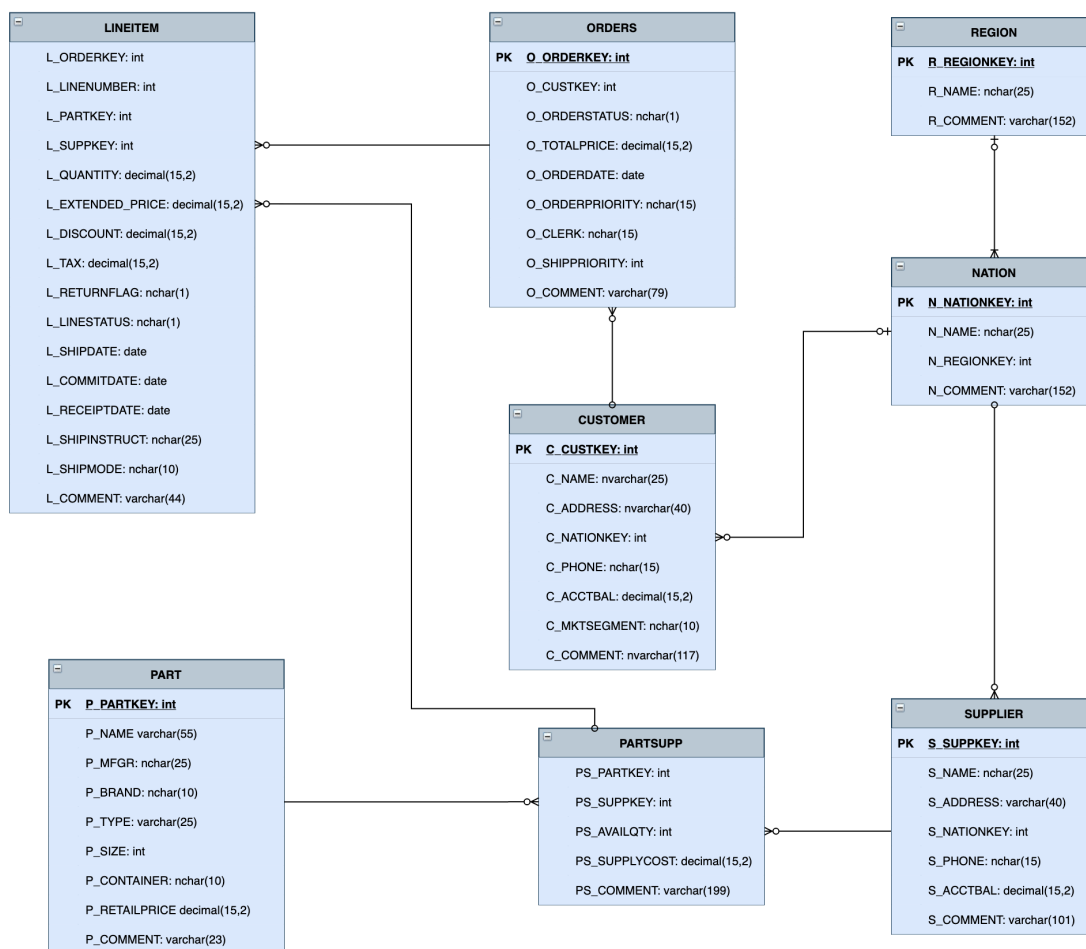 LINEITEM
L_ORDERKEY: int
L_LINENUMBER: int
L_PARTKEY: int
L_SUPPKEY: int
L_QUANTITY: decimal(15,2)
L_EXTENDED_PRICE: decimal(15,2)
L_DISCOUNT: decimal(15,2)
L_TAX: decimal(15,2)
L_RETURNFLAG: nchar(1)
L_LINESTATUS: nchar(1)
L_SHIPDATE: date
L_COMMITDATE: date
L_RECEIPTDATE: date
L_SHIPINSTRUCT: nchar(25)
L_SHIPMODE: nchar(10)
L_COMMENT: varchar(44)
ORDERS
PK O_ORDERKEY: int
O_CUSTKEY: int
O_ORDERSTATUS: nchar(1)
O_TOTALPRICE: decimal(15,2)
O_ORDERDATE: date
O_ORDERPRIORITY: nchar(15)
O_CLERK: nchar(15)
O_SHIPPRIORITY: int
O_COMMENT: varchar(79)
REGION
PK R_REGIONKEY: int
R_NAME: nchar(25)
R_COMMENT: varchar(152)
NATION
PK N_NATIONKEY: int
N_NAME: nchar(25)
N_REGIONKEY: int
N_COMMENT: varchar(152)
CUSTOMER
PK C_CUSTKEY: int
C_NAME: nvarchar(25)
C_ADDRESS: nvarchar(40)
C_NATIONKEY: int
C_PHONE: nchar(15)
C_ACCTBAL: decimal(15,2)
C_MKTSEGMENT: nchar(10)
C_COMMENT: nvarchar(117)
PART
PK P_PARTKEY: int
P_NAME varchar(55)
P_MFGR: nchar(25)
P_BRAND: nchar(10)
P_TYPE: varchar(25)
P_SIZE: int
P_CONTAINER: nchar(10)
P_RETAILPRICE decimal(15,2)
P_COMMENT: varchar(23)
PARTSUPP
PS_PARTKEY: int
PS_SUPPKEY: int
PS_AVAILQTY: int
PS_SUPPLYCOST: decimal(15,2)
PS_COMMENT: varchar(199)
SUPPLIER
PK S_SUPPKEY: int
S_NAME: nchar(25)
S_ADDRESS: varchar(40)
S_NATIONKEY: int
S_PHONE: nchar(15)
S_ACCTBAL: decimal(15,2)
S_COMMENT: varchar(101)